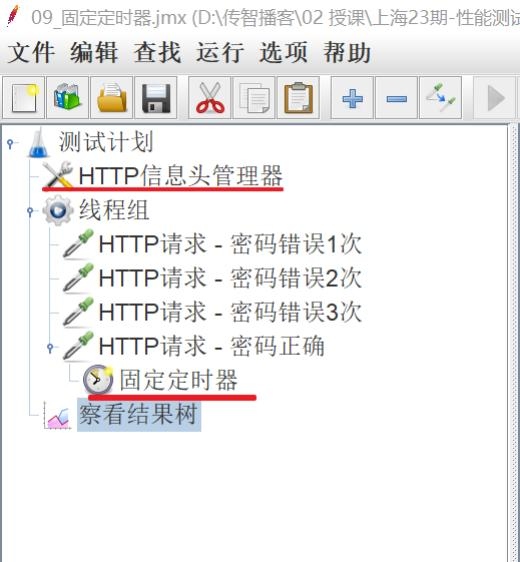 09_固定定时器.jmx (D:\传智播客\02 授课\上海23期-性能测试
文件 编辑 查找 运行 选项 帮助
测试计划
HTTP信息头管理器
线程组
HTTP请求 - 密码错误1次
HTTP请求 - 密码错误2次
HTTP请求 - 密码错误3次
HTTP请求 - 密码正确
固定定时器
察看结果树